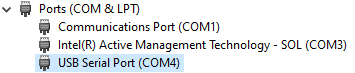 Ports (COM & LPT)
Communications Port (COM1)
Intel(R) Active Management Technology - SOL (COM3)
USB Serial Port (COM4)